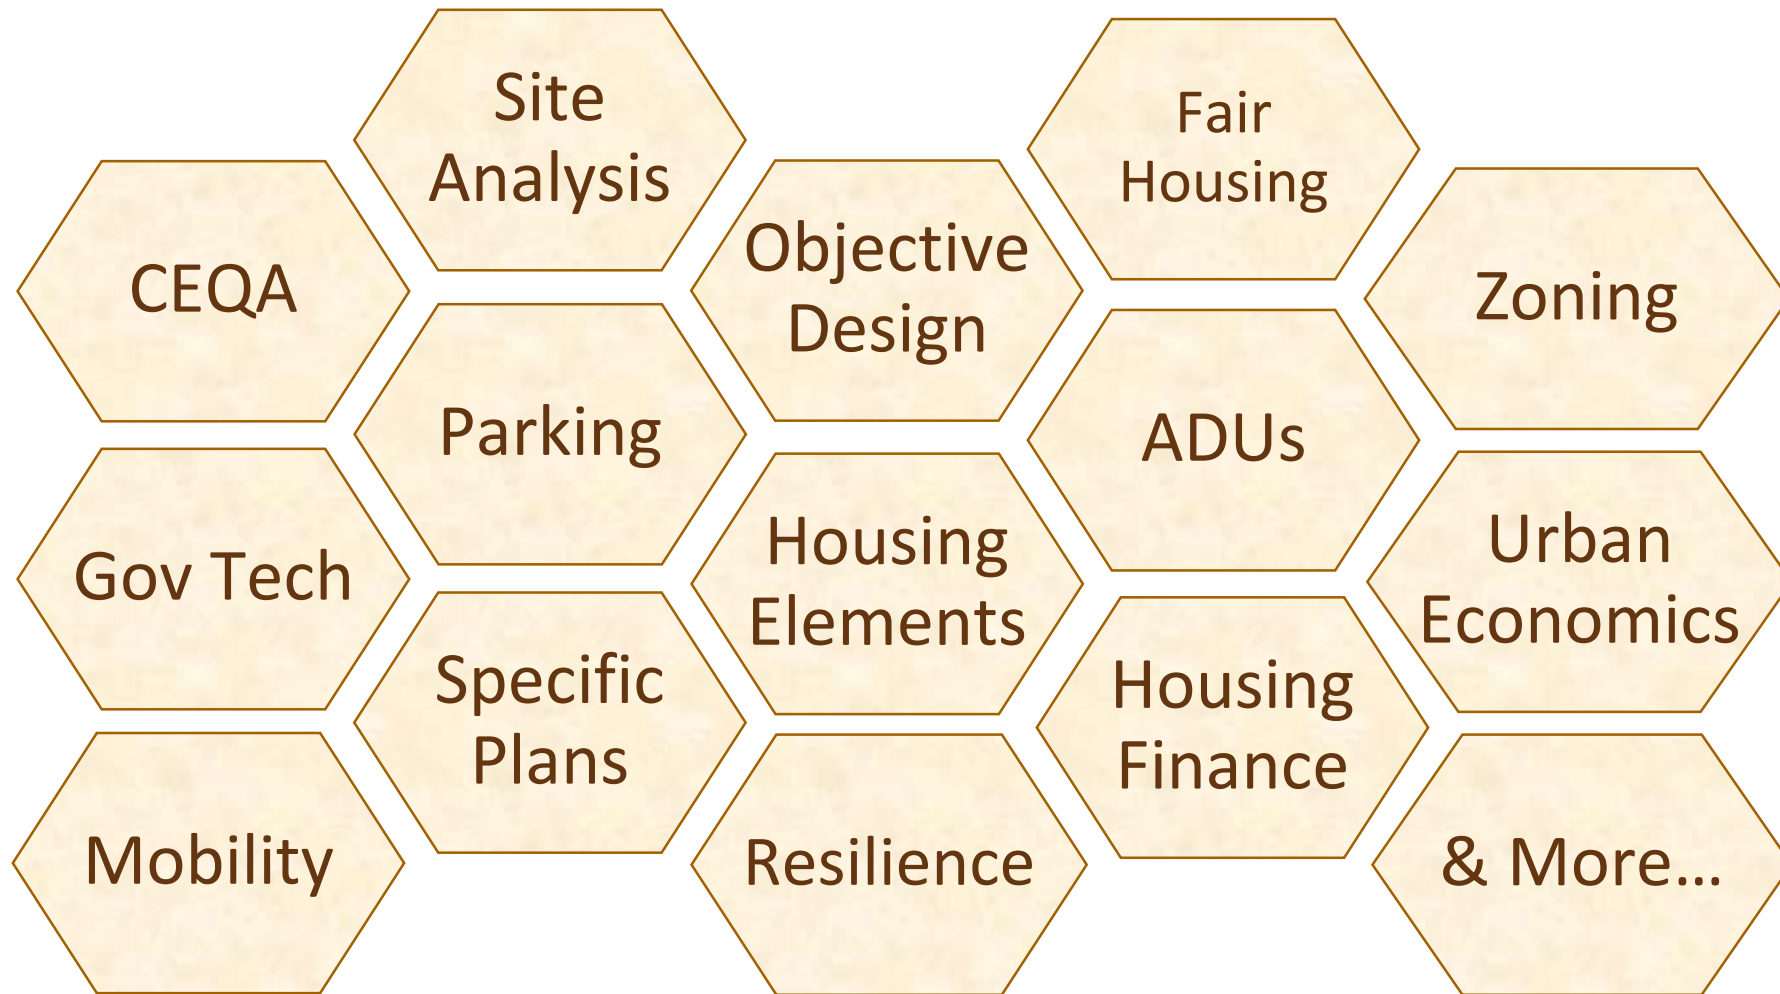 Site
Analysis
Fair
Housing
CEQA
Objective
Design
Zoning
Parking
ADUs
Gov Tech
Housing
Elements
Urban
Economics
Specific
Plans
Housing
Finance
Mobility
Resilience
& More...